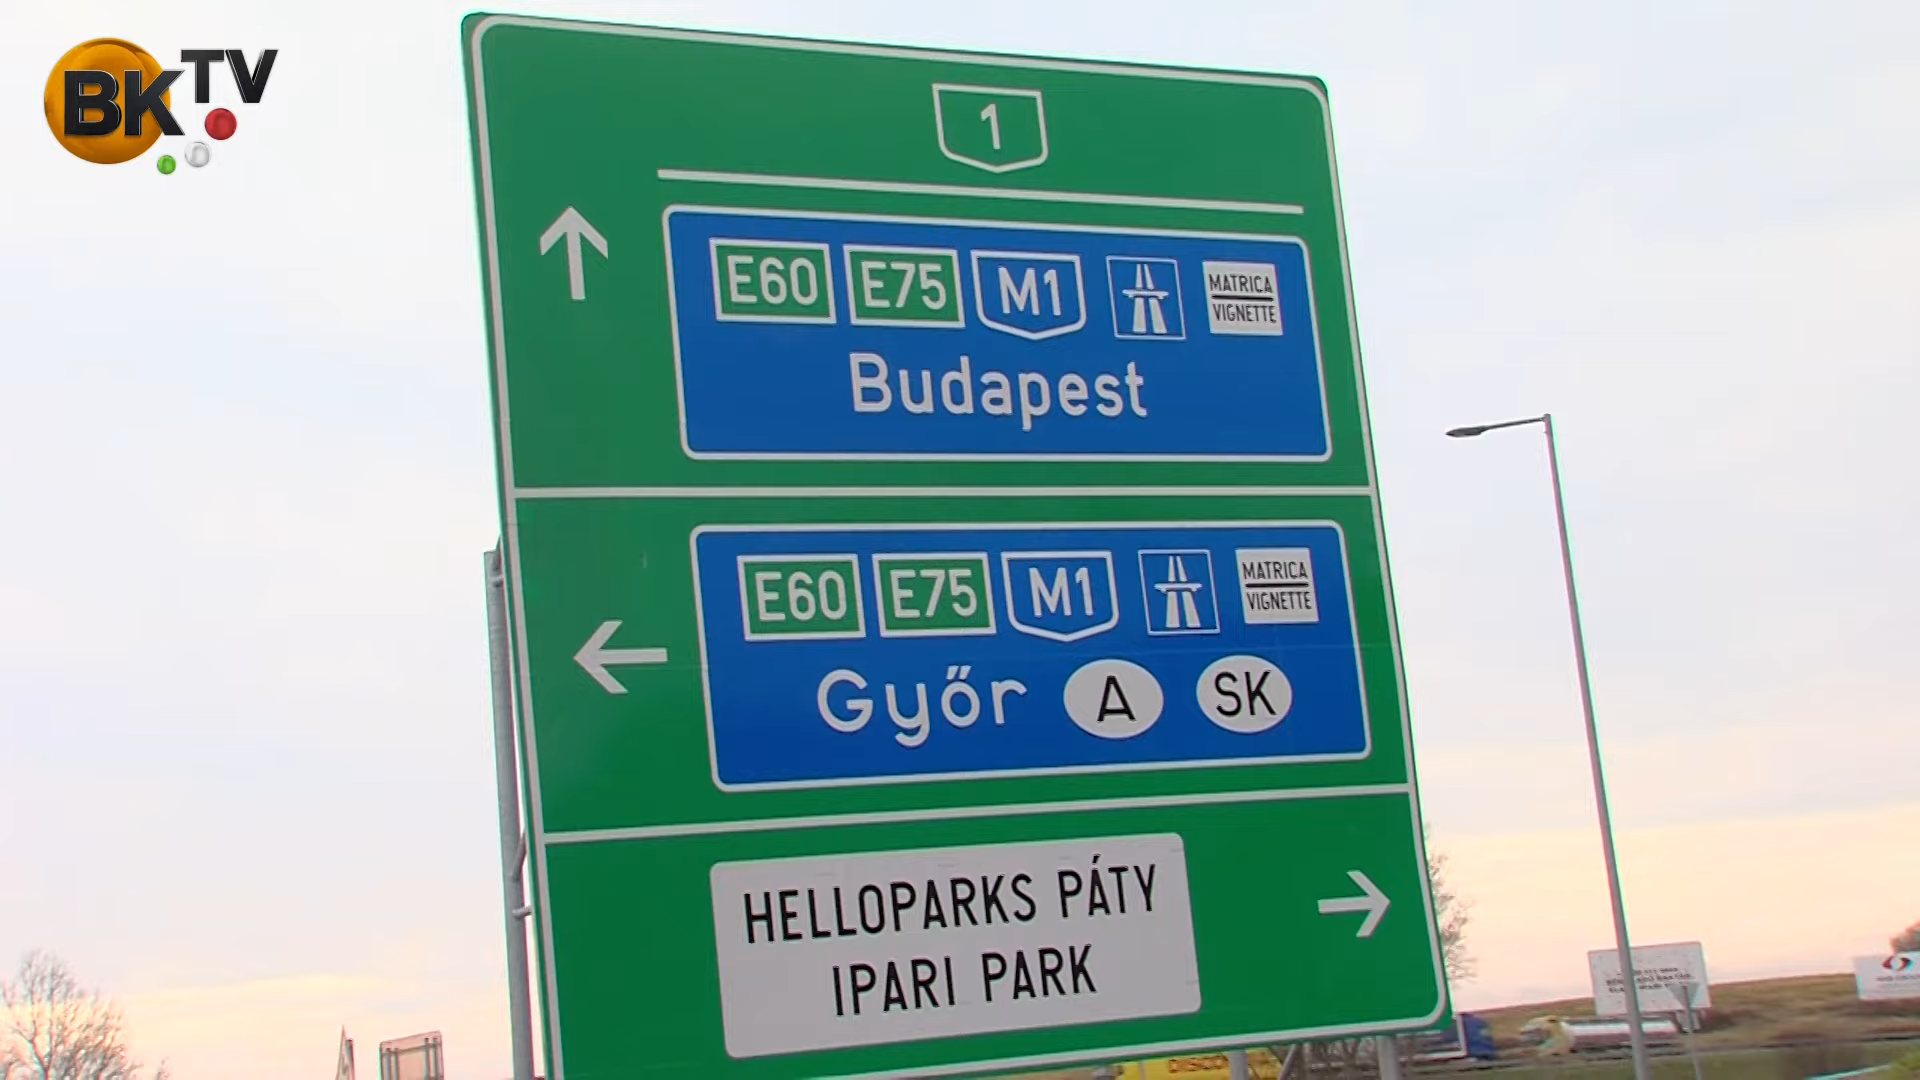 BKTV
1
E60 E75 M1 MATRICA
VIGNETTE
Budapest
E60 E75 M1 MATRICA
VIGNETTE
Győr A SK
HELLOPARKS PÁTY
IPARI PARK